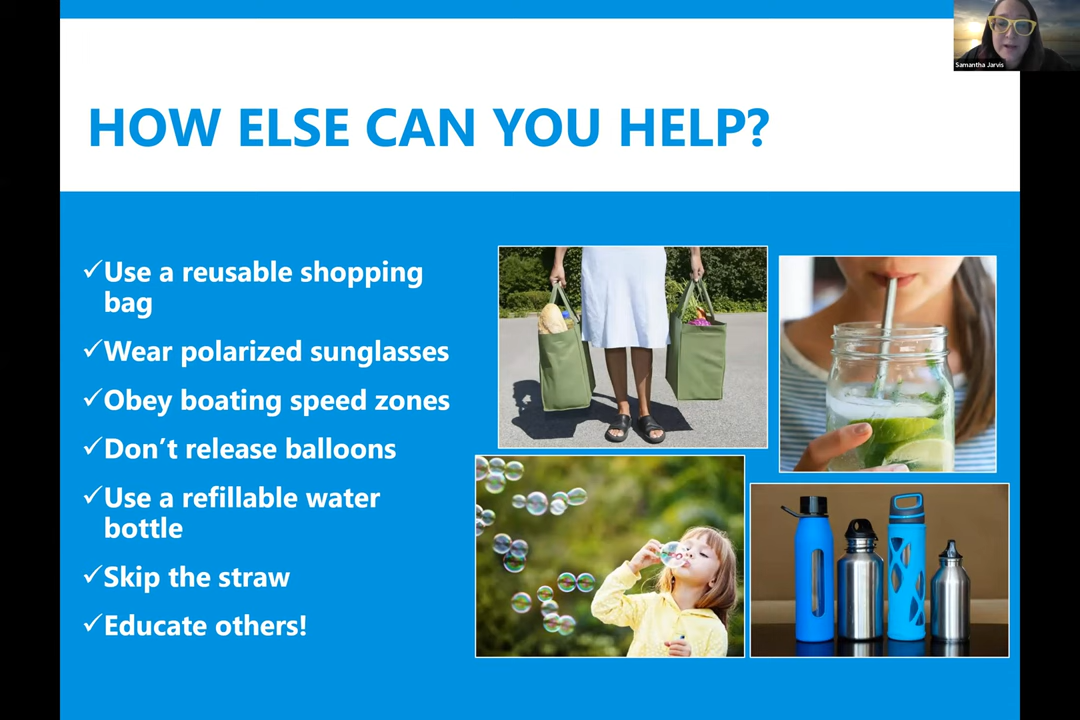 Samantha Jarvis
HOW ELSE CAN YOU HELP?
✓Use a reusable shopping
bag
✓Wear polarized sunglasses
✓Obey boating speed zones
✓Don’t release balloons
✓Use a refillable water
bottle
✓Skip the straw
✓Educate others!